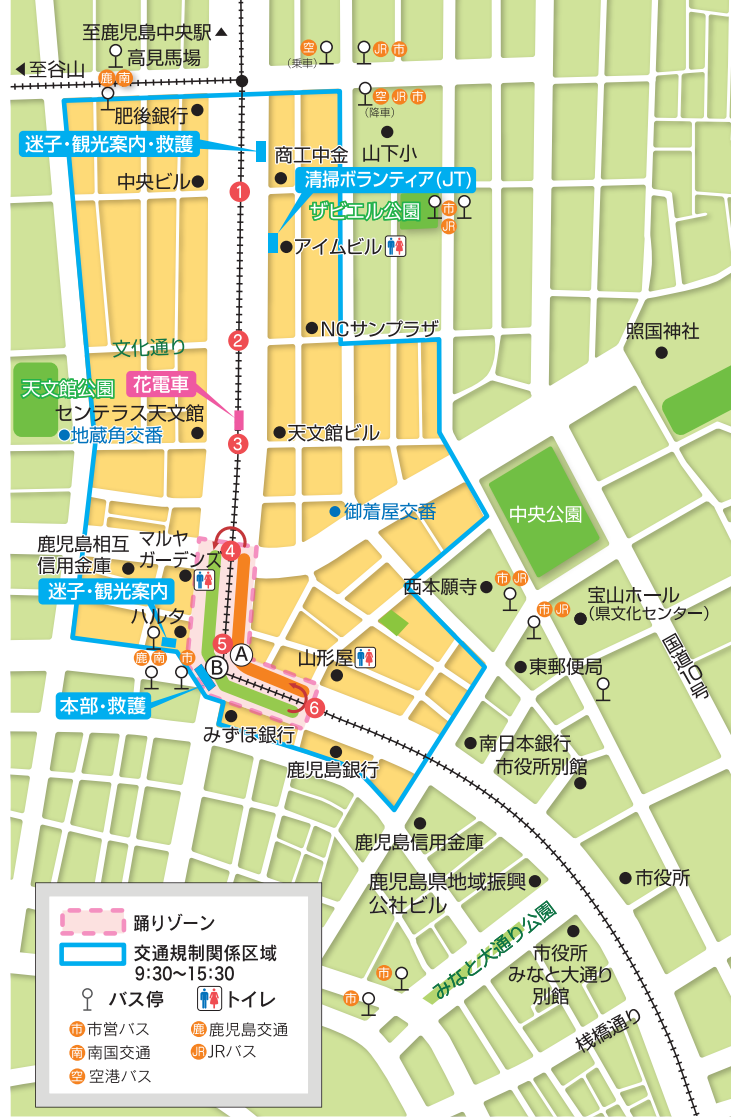 至鹿児島中央駅▲
高見馬場
◀至谷山
鹿 南
空
(乗車)
JR 市
空 JR 市
(降車)
肥後銀行
迷子・観光案内・救護
商工中金
山下小
中央ビル
1
清掃ボランティア(JT)
ザビエル公園
市
JR
アイムビル
NCサンプラザ
2
文化通り
照国神社
天文館公園
花電車
センテラス天文館
地蔵角交番
3
天文館ビル
御着屋交番
中央公園
鹿児島相互
信用金庫
マルヤ
ガーデンズ
4
迷子・観光案内
西本願寺
市 JR
市 JR
宝山ホール
(県文化センター)
国道10号
ハルタ
5
A
B
鹿 南
市
山形屋
東郵便局
本部・救護
6
みずほ銀行
鹿児島銀行
南日本銀行
市役所別館
鹿児島信用金庫
鹿児島県地域振興
公社ビル
市役所
みなと大通り公園
市役所
みなと大通り
別館
市
市
桟橋通り
踊りゾーン
交通規制関係区域
9:30〜15:30
バス停
トイレ
市 市営バス
鹿 鹿児島交通
南 南国交通
JR JRバス
空 空港バス